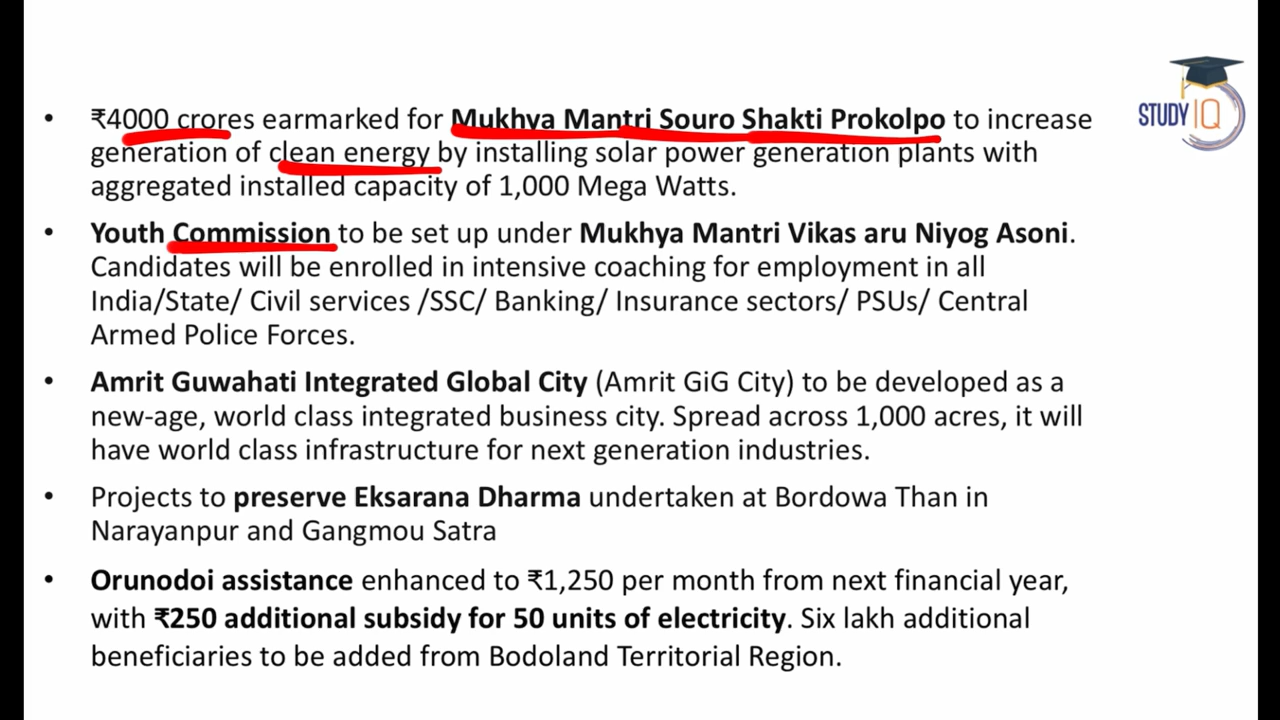 • ₹4000 crores earmarked for Mukhya Mantri Souro Shakti Prokolpo to increase
generation of clean energy by installing solar power generation plants with
aggregated installed capacity of 1,000 Mega Watts.
• Youth Commission to be set up under Mukhya Mantri Vikas aru Niyog Asoni.
Candidates will be enrolled in intensive coaching for employment in all
India/State/ Civil services /SSC/ Banking/ Insurance sectors/ PSUs/ Central
Armed Police Forces.
• Amrit Guwahati Integrated Global City (Amrit GiG City) to be developed as a
new-age, world class integrated business city. Spread across 1,000 acres, it will
have world class infrastructure for next generation industries.
• Projects to preserve Eksarana Dharma undertaken at Bordowa Than in
Narayanpur and Gangmou Satra
• Orunodoi assistance enhanced to ₹1,250 per month from next financial year,
with ₹250 additional subsidy for 50 units of electricity. Six lakh additional
beneficiaries to be added from Bodoland Territorial Region.
STUDY IQ